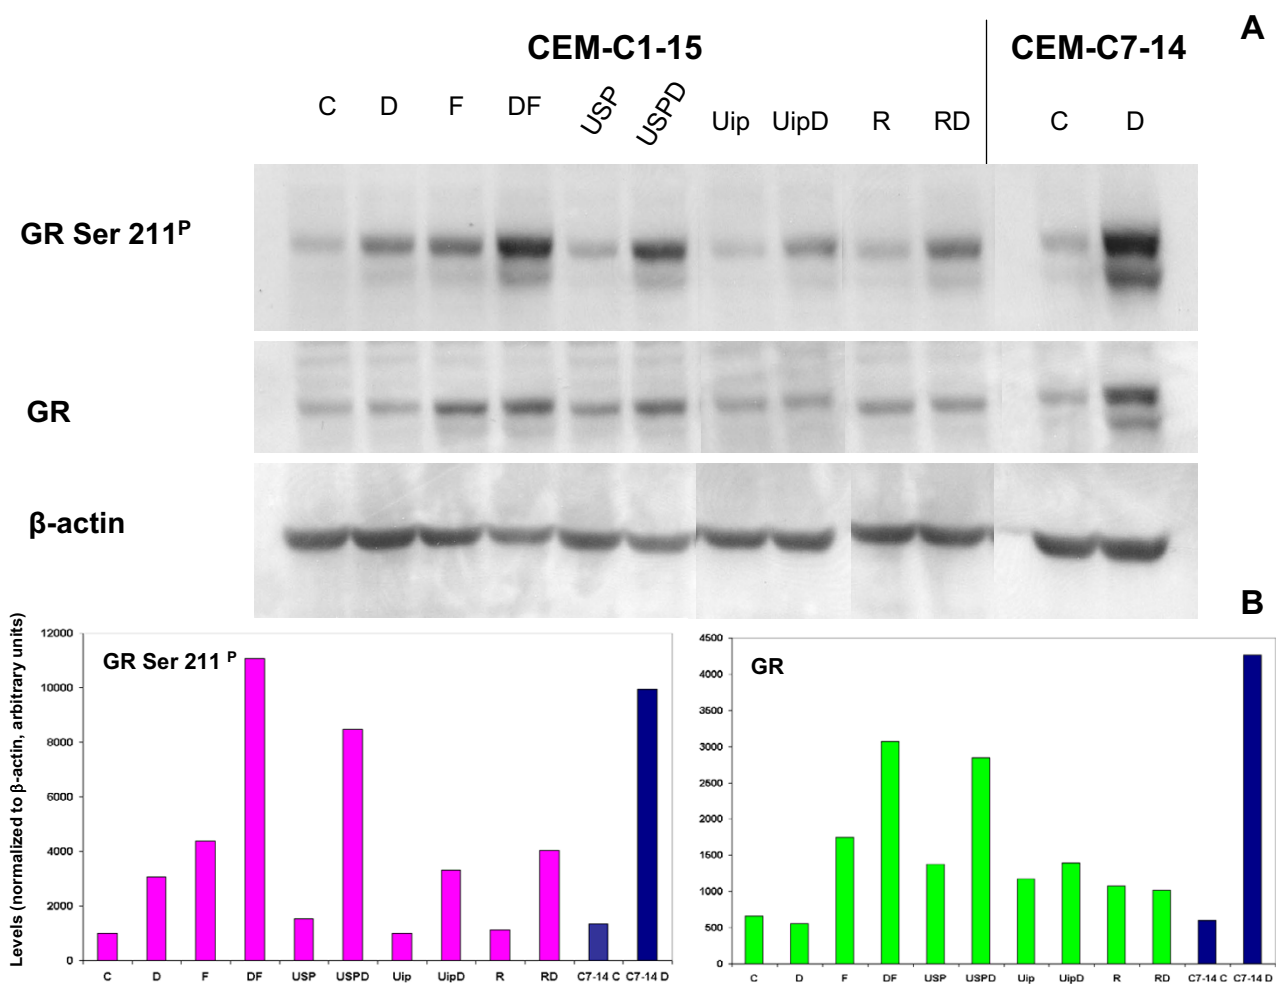 A
CEM-C1-15 CEM-C7-14
C D F DF USP USPD Uip UipD R RD C D
GR Ser 211P
GR
β-actin
B
Levels (normalized to β-actin, arbitrary units)
GR Ser 211 P
12000
10000
8000
6000
4000
2000
0
C D F DF USP USPD Uip UipD R RD C7-14 C C7-14 D
GR
4500
4000
3500
3000
2500
2000
1500
1000
500
0
C D F DF USP USPD Uip UipD R RD C7-14 C C7-14 D